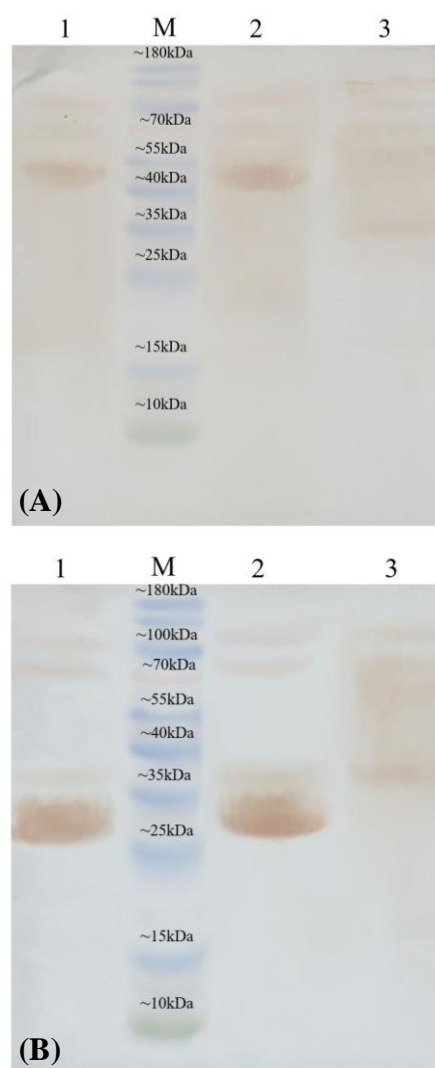 1 M 2 3
~180kDa
~70kDa
~55kDa
~40kDa
~35kDa
~25kDa
~15kDa
~10kDa
(A)
1 M 2 3
~180kDa
~100kDa
~70kDa
~55kDa
~40kDa
~35kDa
~25kDa
~15kDa
~10kDa
(B)